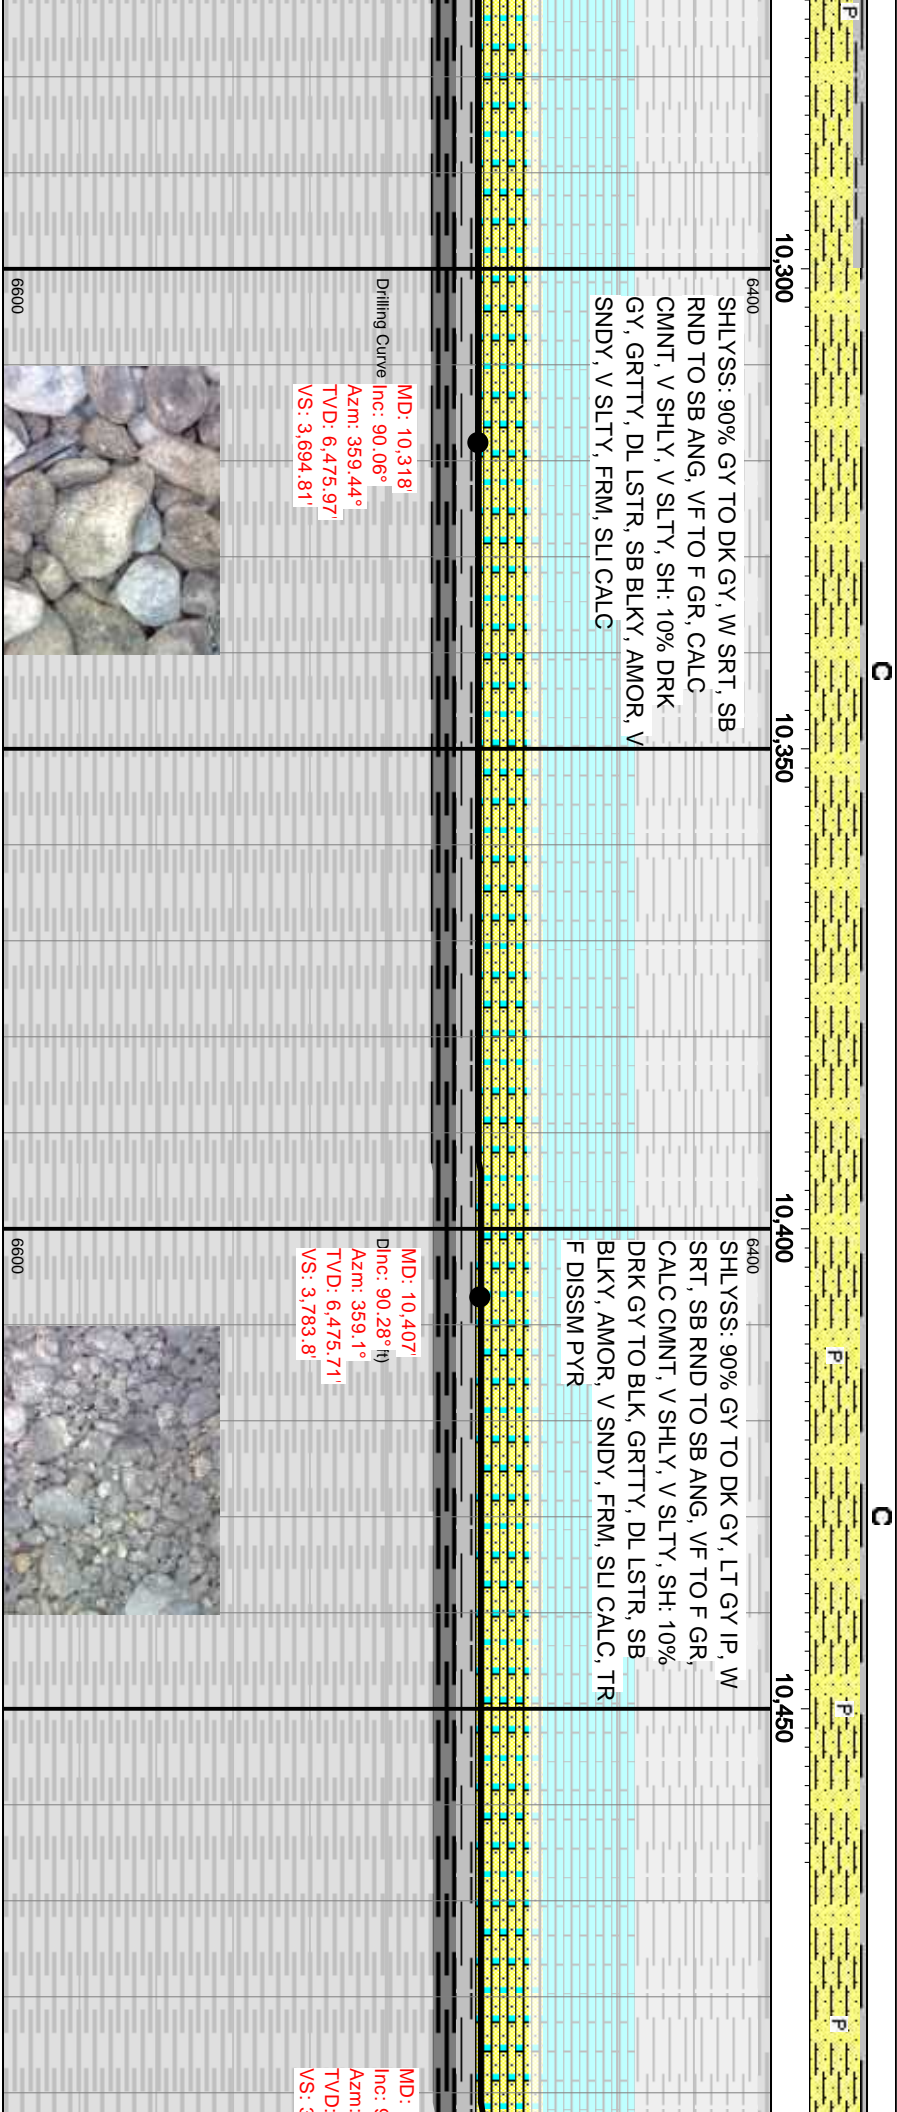 P
10,300
6400
SHLYSS: 90% GY TO DK GY, W SRT, SB
RND TO SB ANG, VF TO F GR, CALC
CMNT, V SHLY, V SLTY, SH: 10% DRK
GY, GRTTY, DL LSTR, SB BLKY, AMOR, V
SNDY, V SLTY, FRM, SLI CALC
Drilling Curve
MD: 10,318'
Inc: 90.06°
Azm: 359.44°
TVD: 6,475.97'
VS: 3,694.81'
6600
C
10,350
10,400
6400
SHLYSS: 90% GY TO DK GY, LT GY IP, W
SRT, SB RND TO SB ANG, VF TO F GR,
CALC CMNT, V SHLY, V SLTY, SH: 10%
DRK GY TO BLK, GRTTY, DL LSTR, SB
BLKY, AMOR, V SNDY, FRM, SLI CALC, TR
F DISSM PYR
MD: 10,407'
Inc: 90.28°
ft)
Azm: 359.1°
TVD: 6,475.71'
VS: 3,783.8'
6600
P
C
P
10,450
P
MD:
Inc:
Azm:
TVD:
VS: